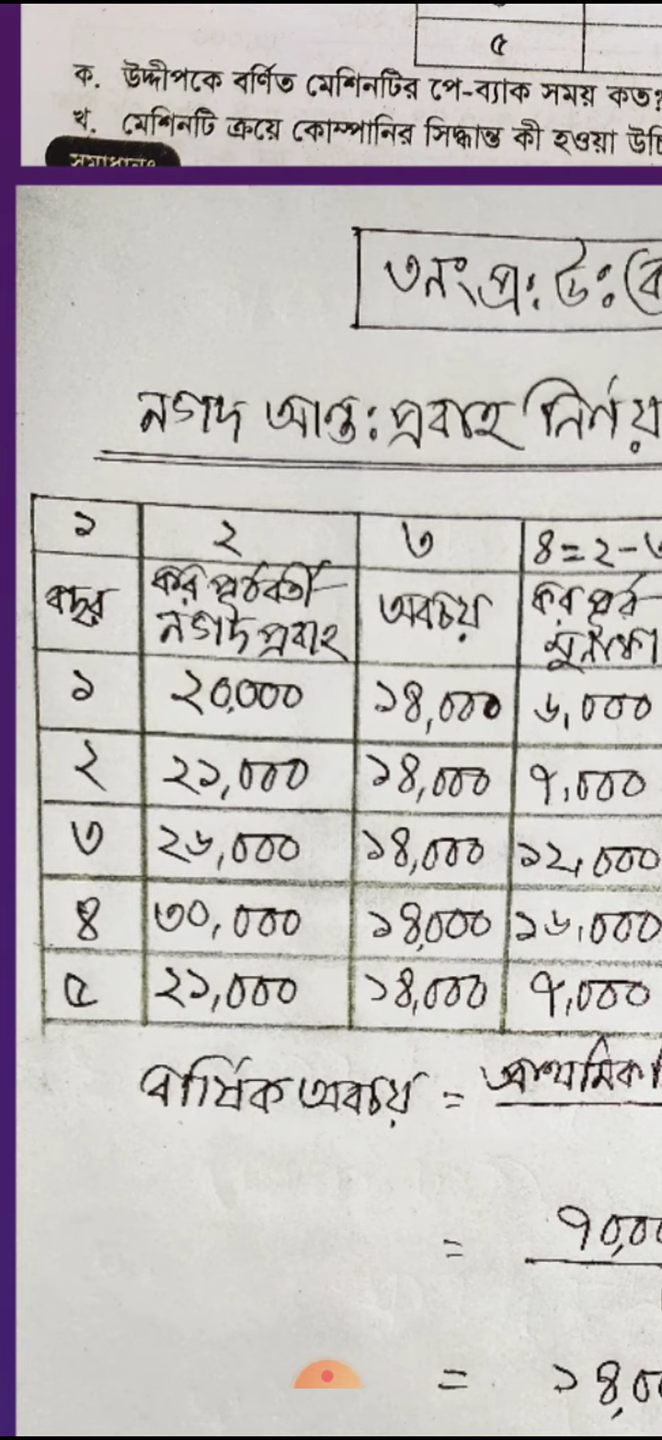 ৫
ক. উদ্দীপকে বর্ণিত মেশিনটির পে-ব্যাক সময় কত?
খ. মেশিনটি ক্রয়ে কোম্পানির সিদ্ধান্ত কী হওয়া উচি
সমাধানঃ
৩নং প্র: উ: (ক
নগদ আন্ত: প্রবাহ নির্ণয়
১ ২ ৩ ৪=২-৩
বছর কর পূর্ববর্তী নগদ প্রবাহ অবচয় কর পূর্ব মুনাফা
১ ২০,০০০ ১৪,০০০ ৬,০০০
২ ২১,০০০ ১৪,০০০ ৭,০০০
৩ ২৬,০০০ ১৪,০০০ ১২,০০০
৪ ৩০,০০০ ১৪,০০০ ১৬,০০০
৫ ২১,০০০ ১৪,০০০ ৭,০০০
বার্ষিক অবচয় = প্রাথমিক
= ৭০,০০
= ১৪,০